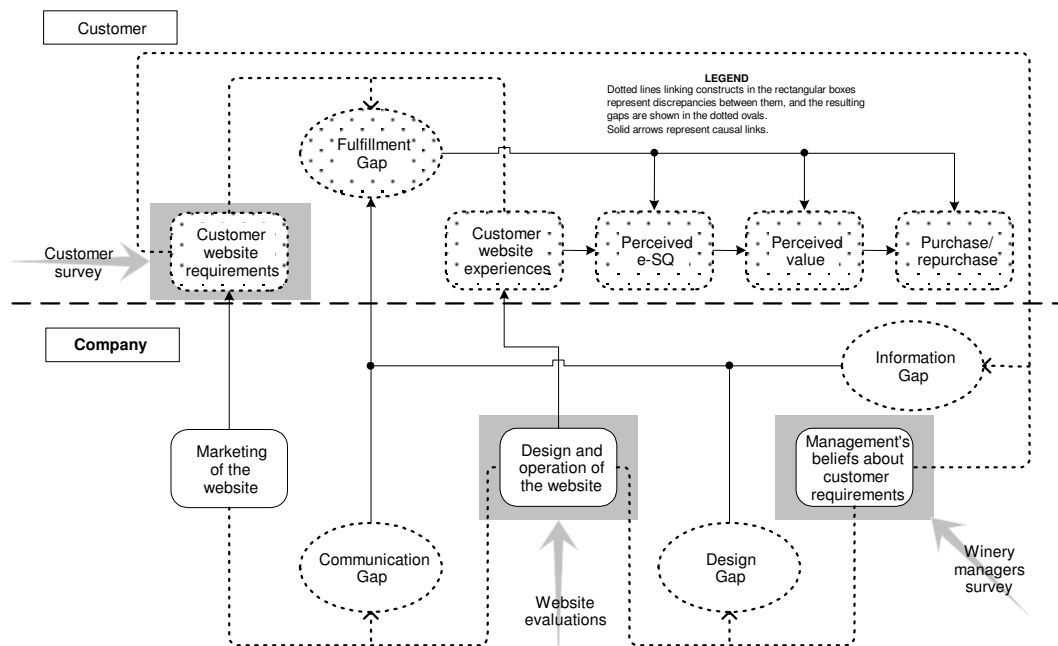 Customer
LEGEND
Dotted lines linking constructs in the rectangular boxes
represent discrepancies between them, and the resulting
gaps are shown in the dotted ovals.
Solid arrows represent causal links.
Fulfillment
Gap
Customer
survey
Customer
website
requirements
Customer
website
experiences
Perceived
e-SQ
Perceived
value
Purchase/
repurchase
Company
Information
Gap
Marketing
of the
website
Design and
operation of
the website
Management's
beliefs about
customer
requirements
Communication
Gap
Design
Gap
Winery
managers
survey
Website
evaluations